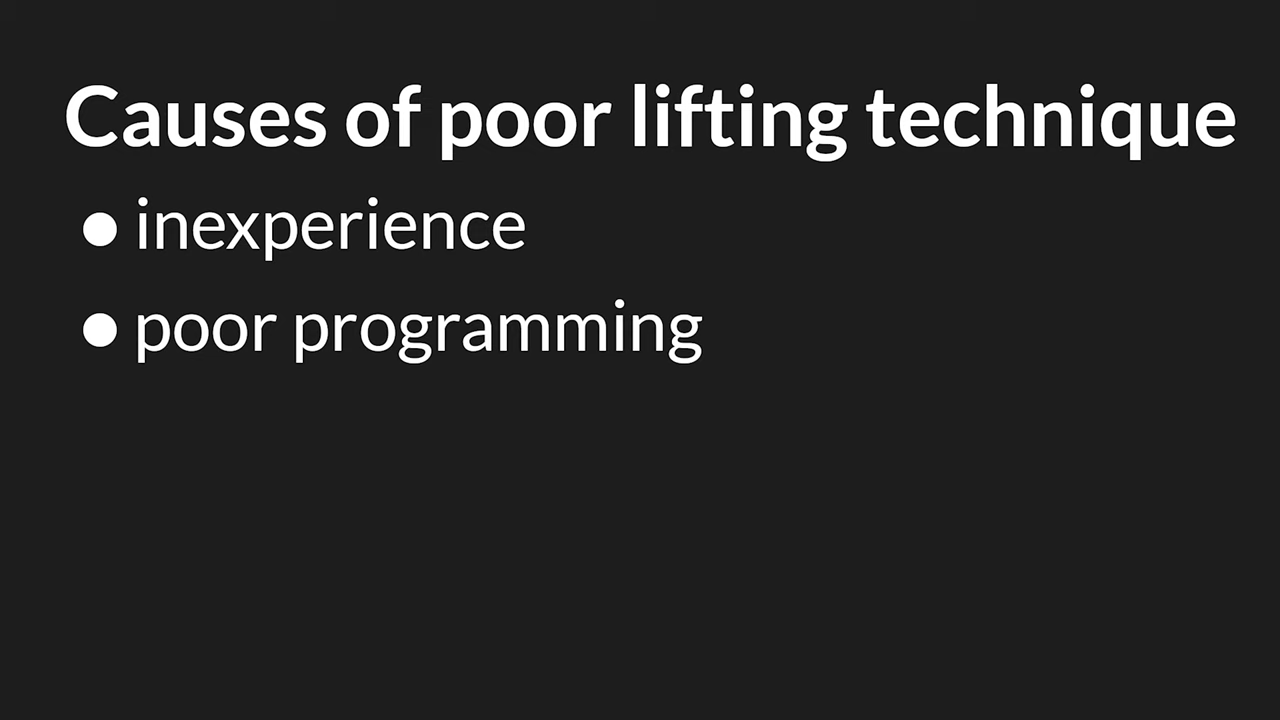 Causes of poor lifting technique
● inexperience
● poor programming